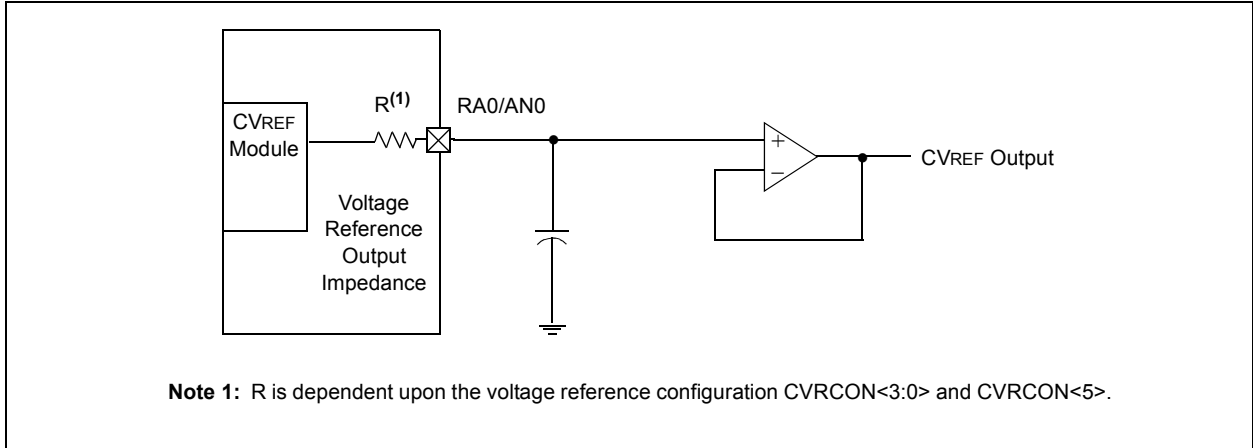 R(1)
RA0/AN0
CVREF
Module
+
–
CVREF Output
Voltage
Reference
Output
Impedance
Note 1: R is dependent upon the voltage reference configuration CVRCON<3:0> and CVRCON<5>.